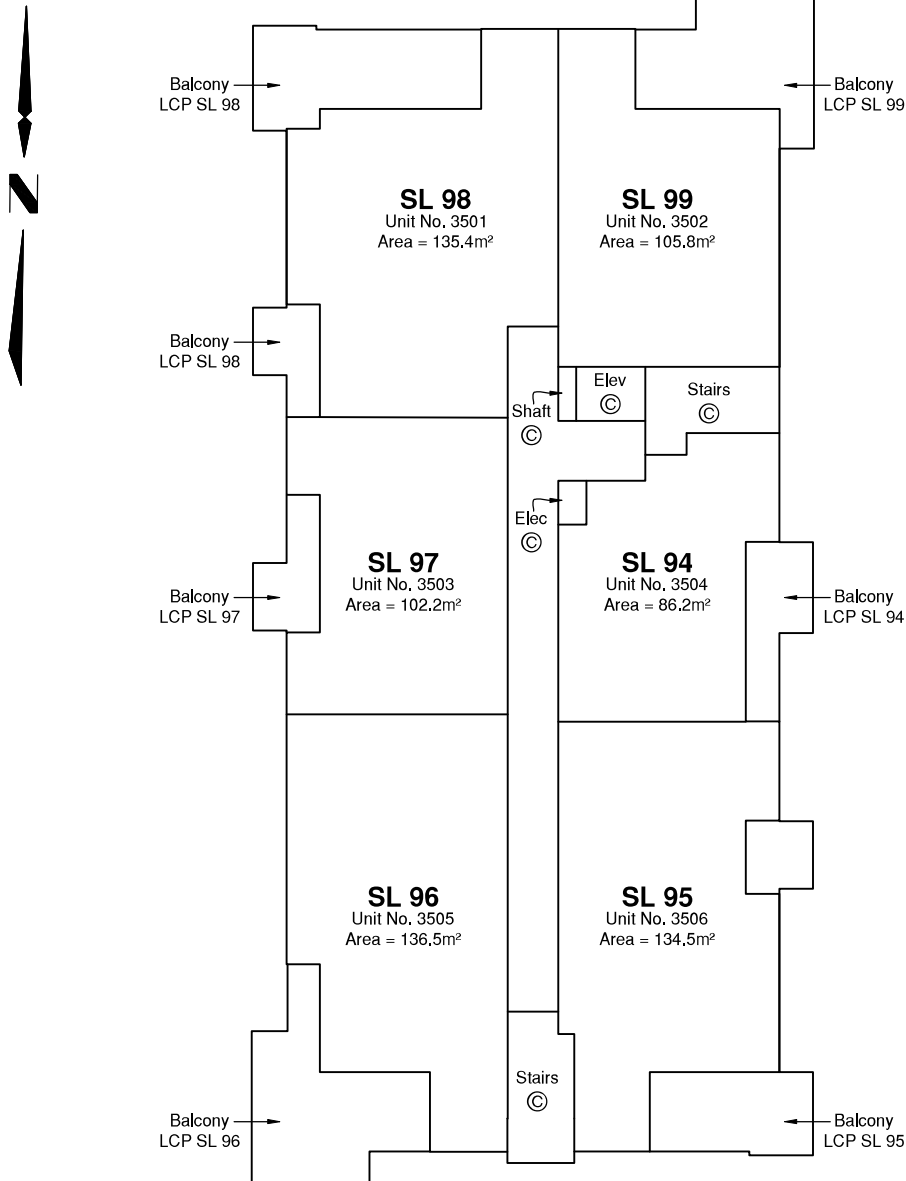 Balcony
LCP SL 98
Balcony
LCP SL 99
N
SL 98
Unit No. 3501
Area = 135.4m²
SL 99
Unit No. 3502
Area = 105.8m²
Balcony
LCP SL 98
Elev
©
Stairs
©
Shaft
©
Elec
©
SL 97
Unit No. 3503
Area = 102.2m²
SL 94
Unit No. 3504
Area = 86.2m²
Balcony
LCP SL 97
Balcony
LCP SL 94
SL 96
Unit No. 3505
Area = 136.5m²
SL 95
Unit No. 3506
Area = 134.5m²
Stairs
©
Balcony
LCP SL 96
Balcony
LCP SL 95